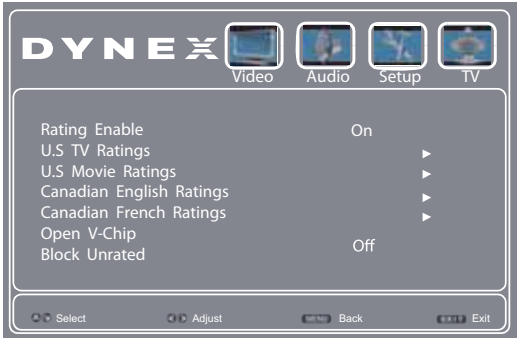 DYNEX
Video Audio Setup TV
Rating Enable On
U.S TV Ratings ►
U.S Movie Ratings ►
Canadian English Ratings ►
Canadian French Ratings ►
Open V-Chip
Block Unrated Off
Select Adjust MENU Back EXIT Exit